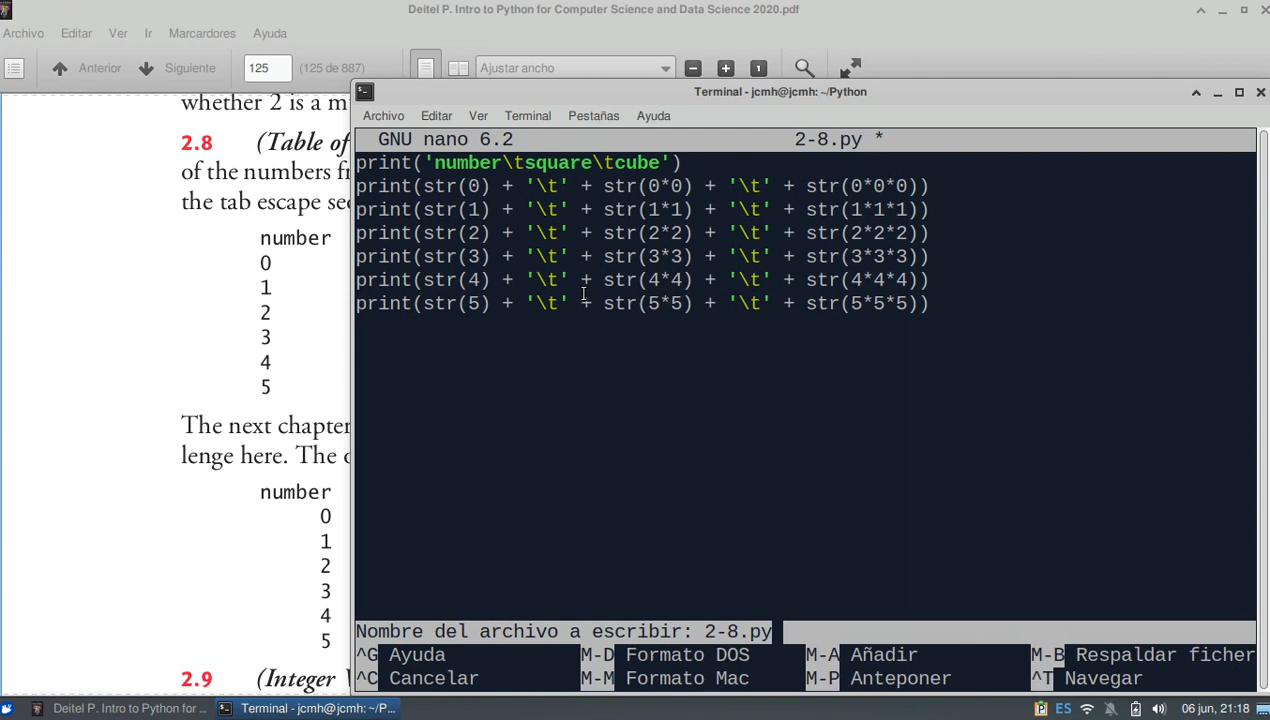 Deitel P. Intro to Python for Computer Science and Data Science 2020.pdf
Archivo Editar Ver Ir Marcadores Ayuda
Anterior Siguiente 125 (125 de 887) Ajustar ancho
whether 2 is a m
2.8 (Table of
of the numbers f
the tab escape se
number
0
1
2
3
4
5
The next chapter
lenge here. The o
number
0
1
2
3
4
5
2.9 (Integer
Terminal - jcmh@jcmh: ~/Python
Archivo Editar Ver Terminal Pestañas Ayuda
GNU nano 6.2 2-8.py *
print('number\tsquare\tcube')
print(str(0) + '\t' + str(0*0) + '\t' + str(0*0*0))
print(str(1) + '\t' + str(1*1) + '\t' + str(1*1*1))
print(str(2) + '\t' + str(2*2) + '\t' + str(2*2*2))
print(str(3) + '\t' + str(3*3) + '\t' + str(3*3*3))
print(str(4) + '\t' + str(4*4) + '\t' + str(4*4*4))
print(str(5) + '\t' + str(5*5) + '\t' + str(5*5*5))
Nombre del archivo a escribir: 2-8.py
^G Ayuda M-D Formato DOS M-A Añadir M-B Respaldar ficher
^C Cancelar M-M Formato Mac M-P Anteponer ^T Navegar
Deitel P. Intro to Python for ... Terminal - jcmh@jcmh: ~/P... ES 06 jun, 21:18